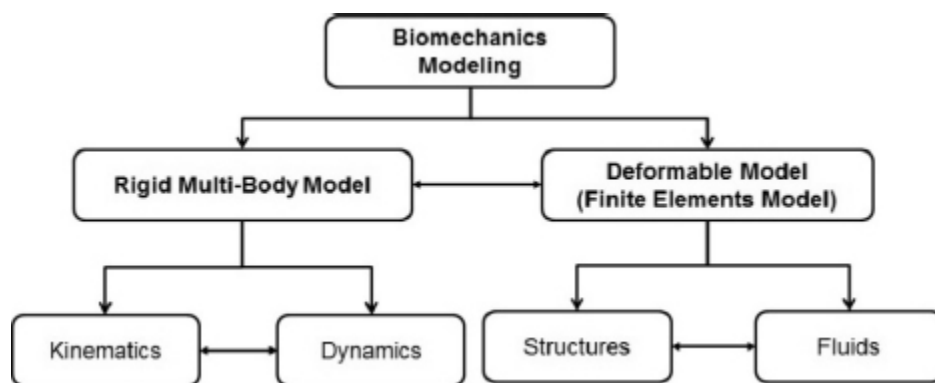 Biomechanics
Modeling
Rigid Multi-Body Model
Deformable Model
(Finite Elements Model)
Kinematics
Dynamics
Structures
Fluids